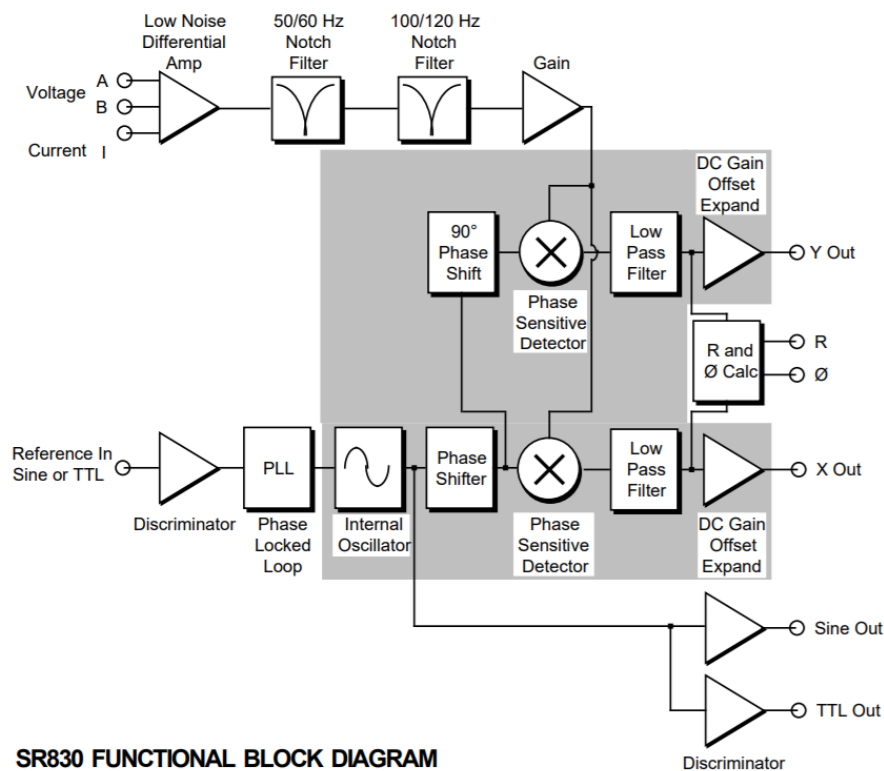 Low Noise
Differential
Amp
50/60 Hz
Notch
Filter
100/120 Hz
Notch
Filter
Gain
Voltage
A
B
Current
I
DC Gain
Offset
Expand
90°
Phase
Shift
Low
Pass
Filter
Y Out
Phase
Sensitive
Detector
R and
Ø Calc
R
Ø
Reference In
Sine or TTL
PLL
Phase
Shifter
Low
Pass
Filter
X Out
Discriminator
Phase
Locked
Loop
Internal
Oscillator
Phase
Sensitive
Detector
DC Gain
Offset
Expand
Sine Out
TTL Out
Discriminator
SR830 FUNCTIONAL BLOCK DIAGRAM